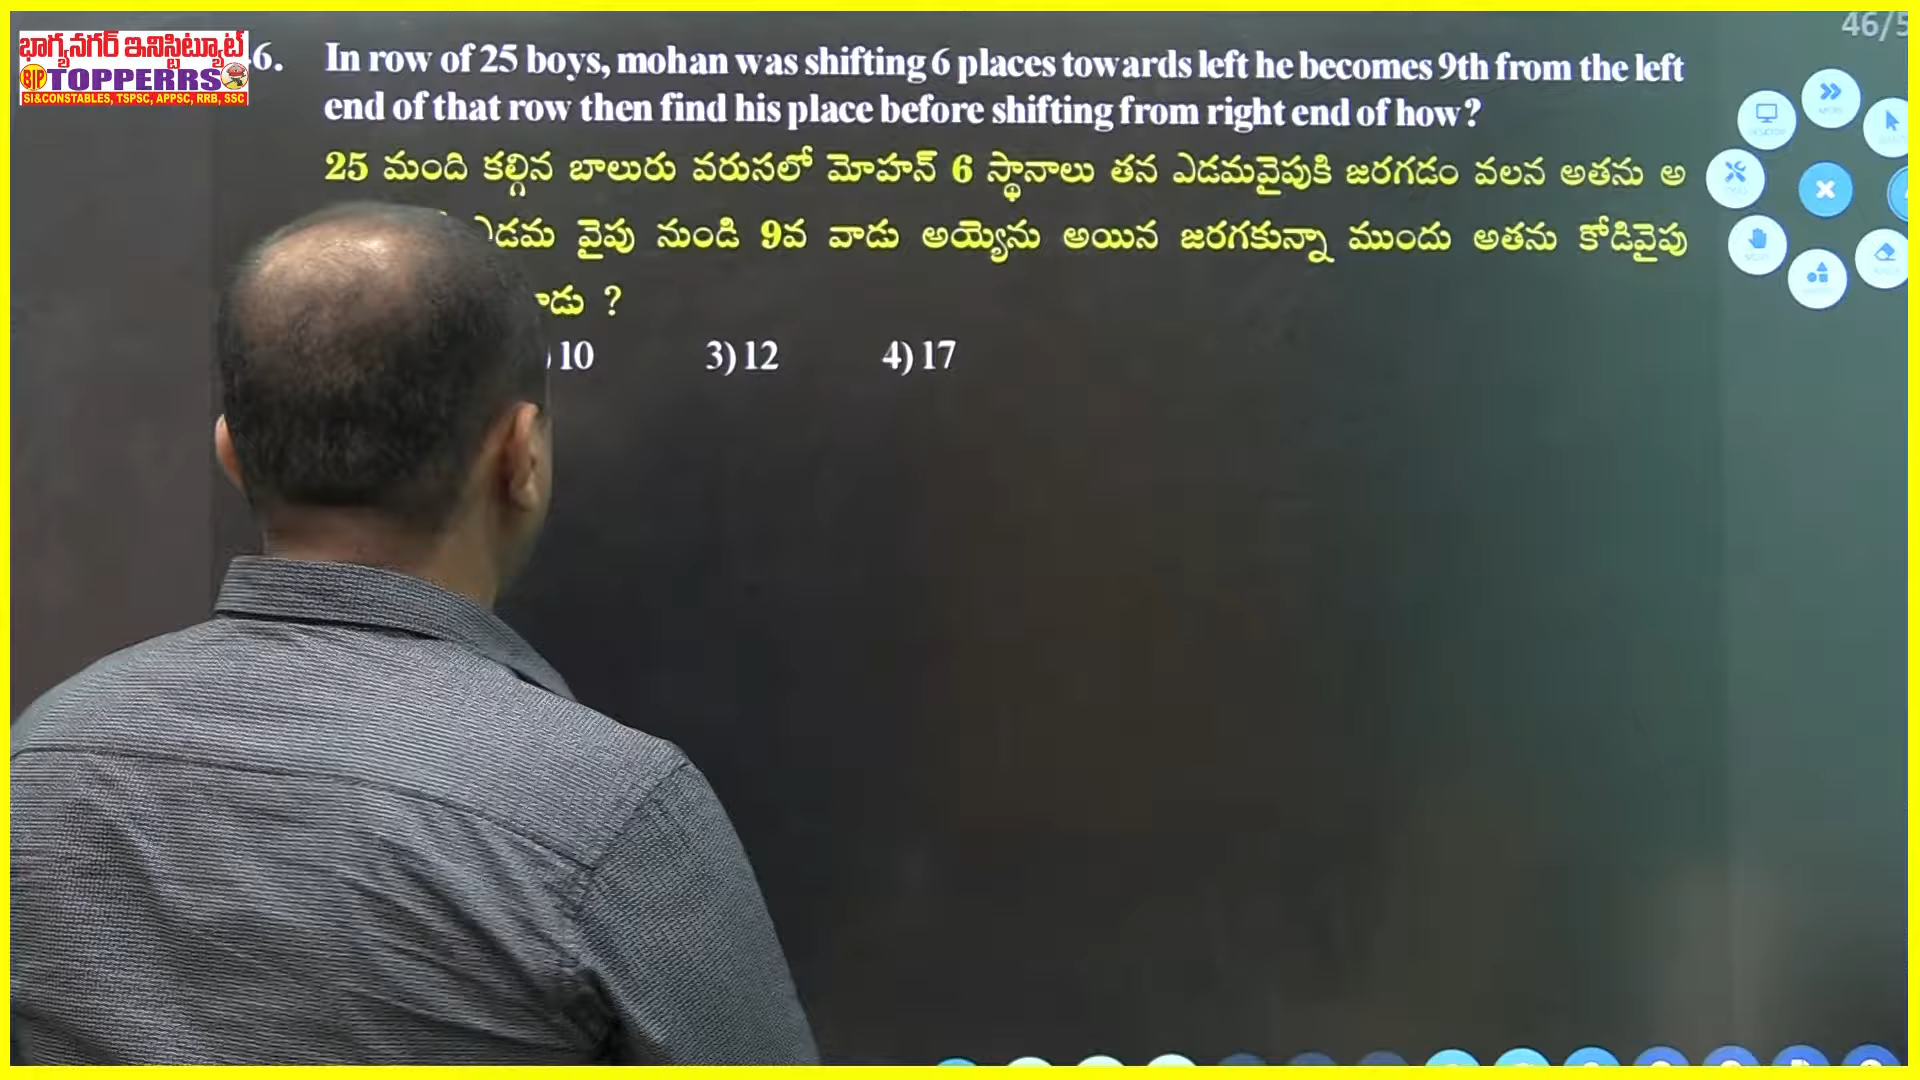 భాగ్యనగర్ ఇనిస్టిట్యూట్
BIP TOPPERRS
SI&CONSTABLES, TSPSC, APPSC, RRB, SSC
46/5
6. In row of 25 boys, mohan was shifting 6 places towards left he becomes 9th from the left
end of that row then find his place before shifting from right end of how?
25 మంది కల్గిన బాలురు వరుసలో మోహన్ 6 స్థానాలు తన ఎడమవైపుకి జరగడం వలన అతను అ
ఎడమ వైపు నుండి 9వ వాడు అయ్యెను అయిన జరగకున్నా ముందు అతను కోడివైపు
వాడు ?
) 10 3) 12 4) 17